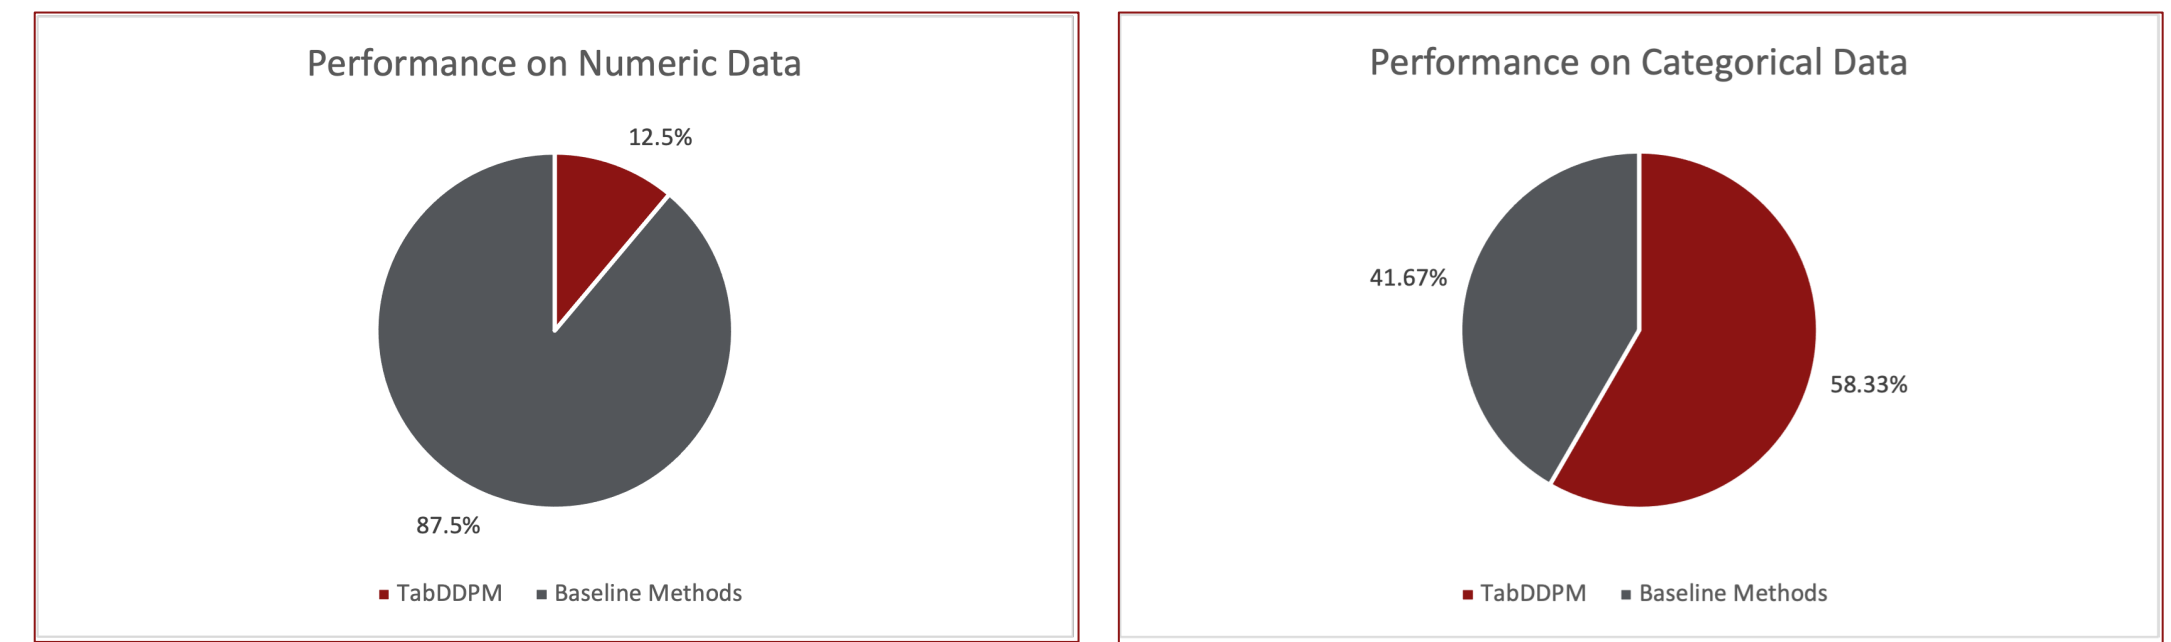 Performance on Numeric Data
12.5%
87.5%
TabDDPM Baseline Methods
Performance on Categorical Data
41.67%
58.33%
TabDDPM Baseline Methods